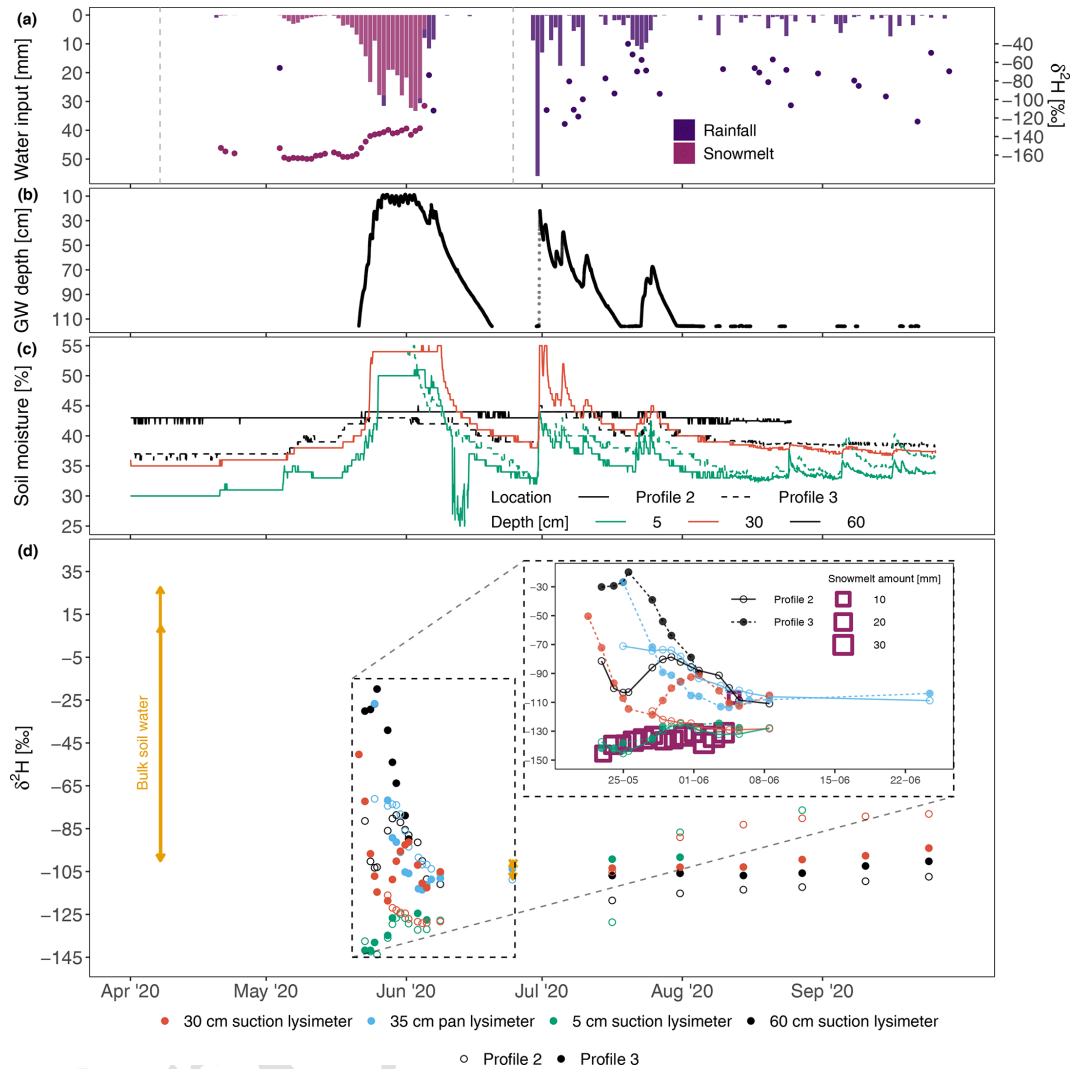 (a)
0
10
20
30
40
50
Water input [mm]
−40
−60
−80
−100
−120
−140
−160
δ²H [‰]
Rainfall
Snowmelt
(b)
10
30
50
70
90
110
GW depth [cm]
(c)
55
50
45
40
35
30
25
Soil moisture [%]
Location Profile 2 Profile 3
Depth [cm] 5 30 60
(d)
35
15
−5
−25
−45
−65
−85
−105
−125
−145
δ²H [‰]
Bulk soil water
−30
−50
−70
−90
−110
−130
−150
Snowmelt amount [mm]
Profile 2 10
Profile 3 20
30
25−05 01−06 08−06 15−06 22−06
Apr '20 May '20 Jun '20 Jul '20 Aug '20 Sep '20
30 cm suction lysimeter 35 cm pan lysimeter 5 cm suction lysimeter 60 cm suction lysimeter
Profile 2 Profile 3